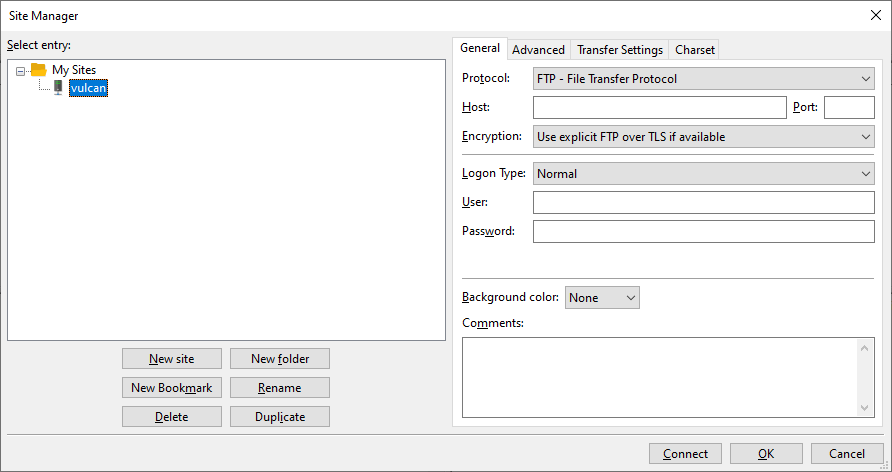 Site Manager
Select entry:
My Sites
vulcan
New site
New folder
New Bookmark
Rename
Delete
Duplicate
General
Advanced
Transfer Settings
Charset
Protocol:
FTP - File Transfer Protocol
Host:
Port:
Encryption:
Use explicit FTP over TLS if available
Logon Type:
Normal
User:
Password:
Background color:
None
Comments:
Connect
OK
Cancel